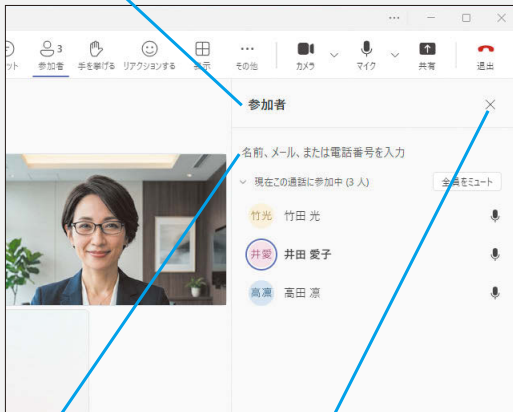 ット 参加者 3 手を挙げる リアクションする 表示 その他 カメラ マイク 共有 退出
参加者
名前、メール、または電話番号を入力
現在この通話に参加中 (3 人) 全員をミュート
竹光 竹田 光
井愛 井田 愛子
高凛 高田 凛